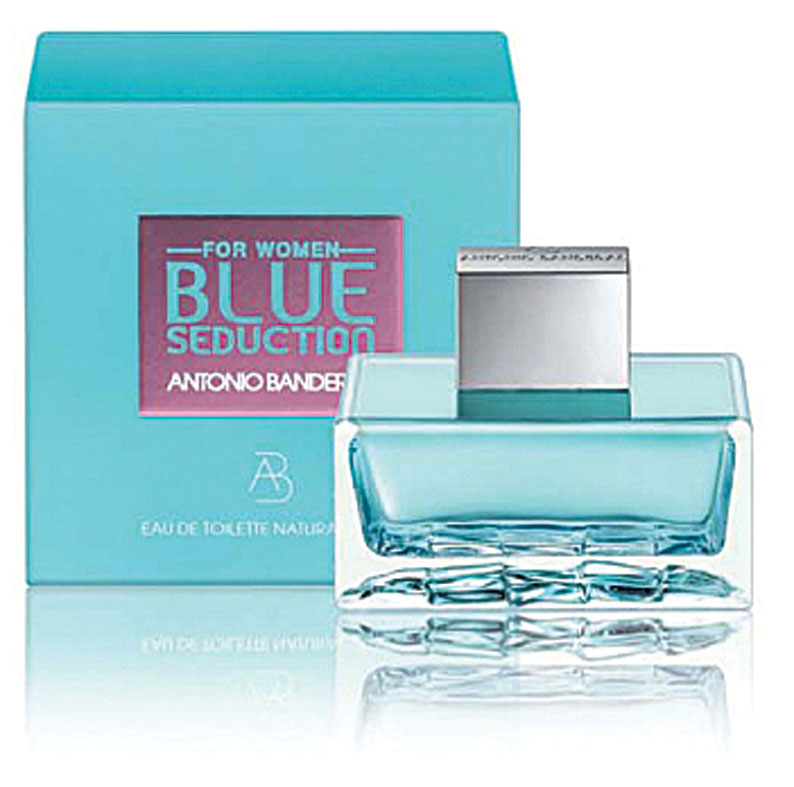 FOR WOMEN
BLUE
SEDUCTION
ANTONIO BANDER
AB
EAU DE TOILETTE NATURA